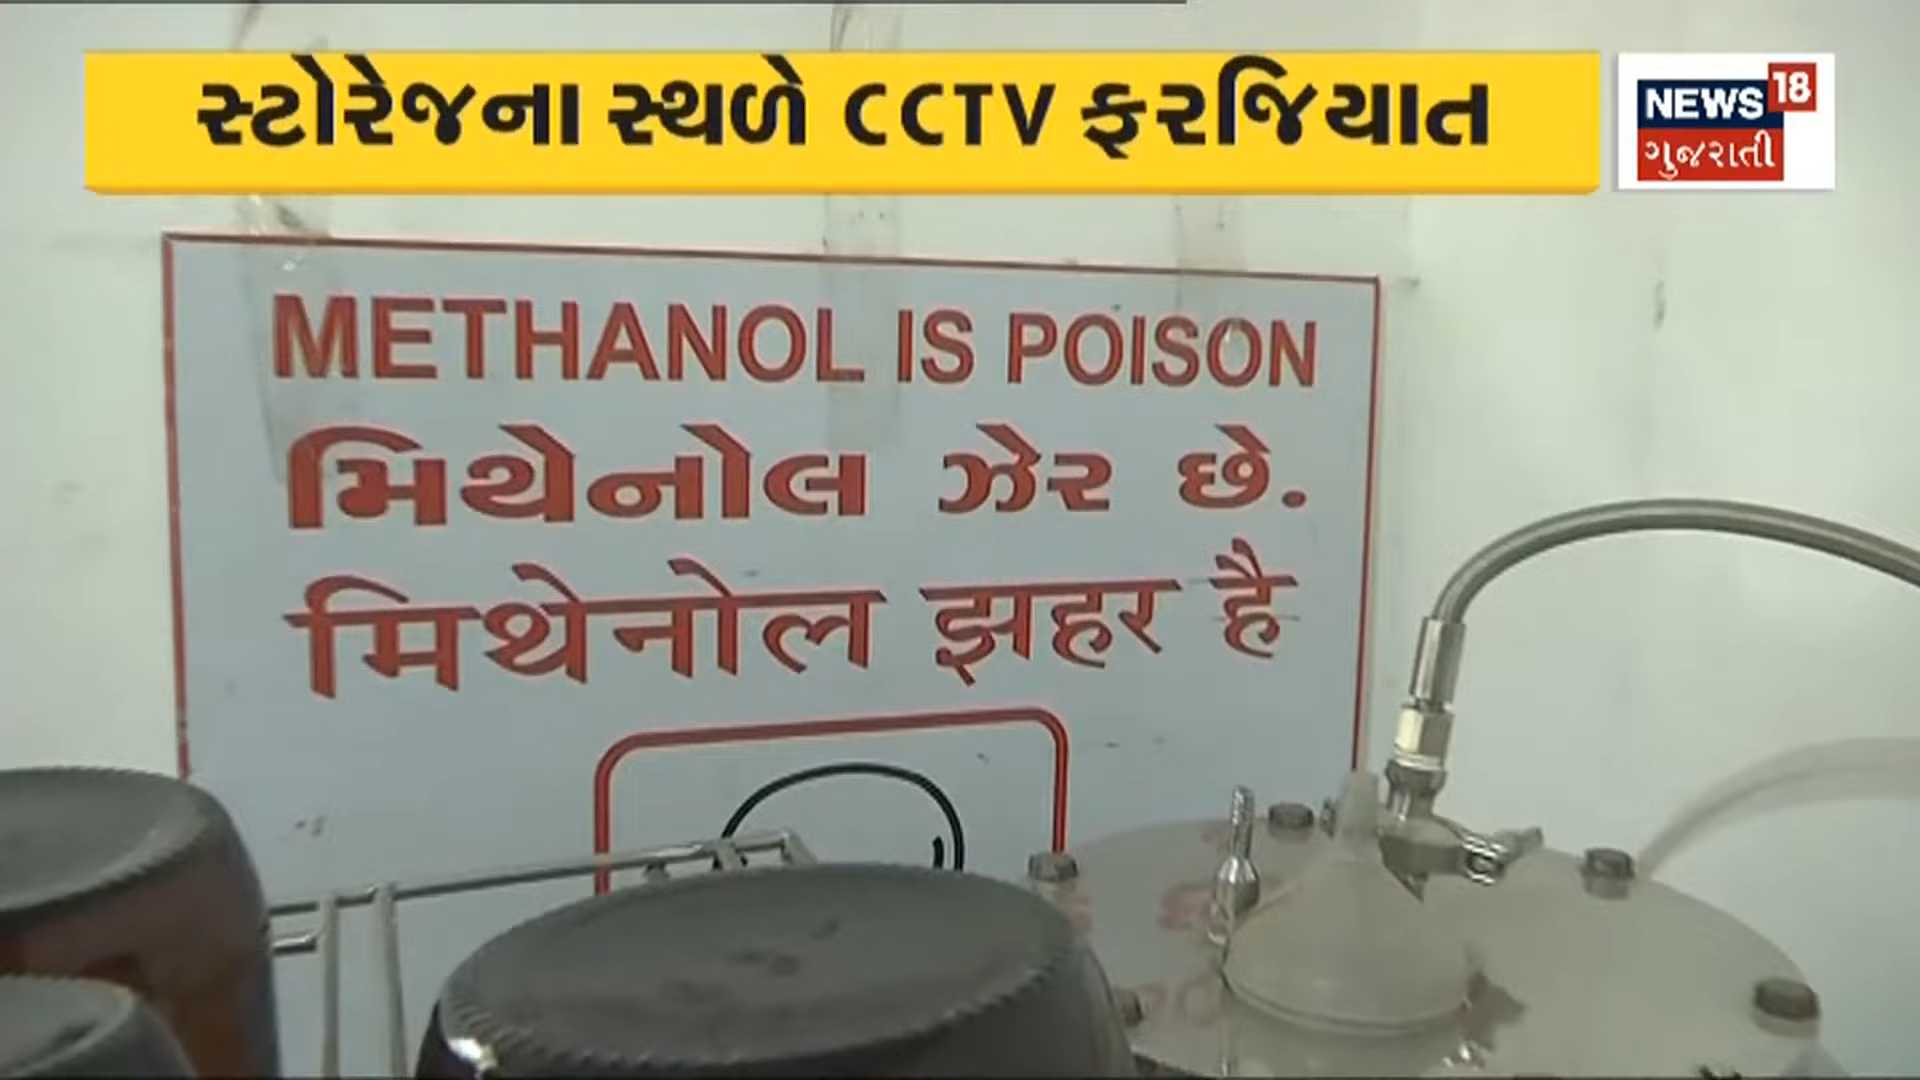 સ્ટોરેજના સ્થળે CCTV ફરજિયાત
NEWS 18
ગુજરાતી
METHANOL IS POISON
મિથેનોલ ઝેર છે.
मिथेनोल झहर है